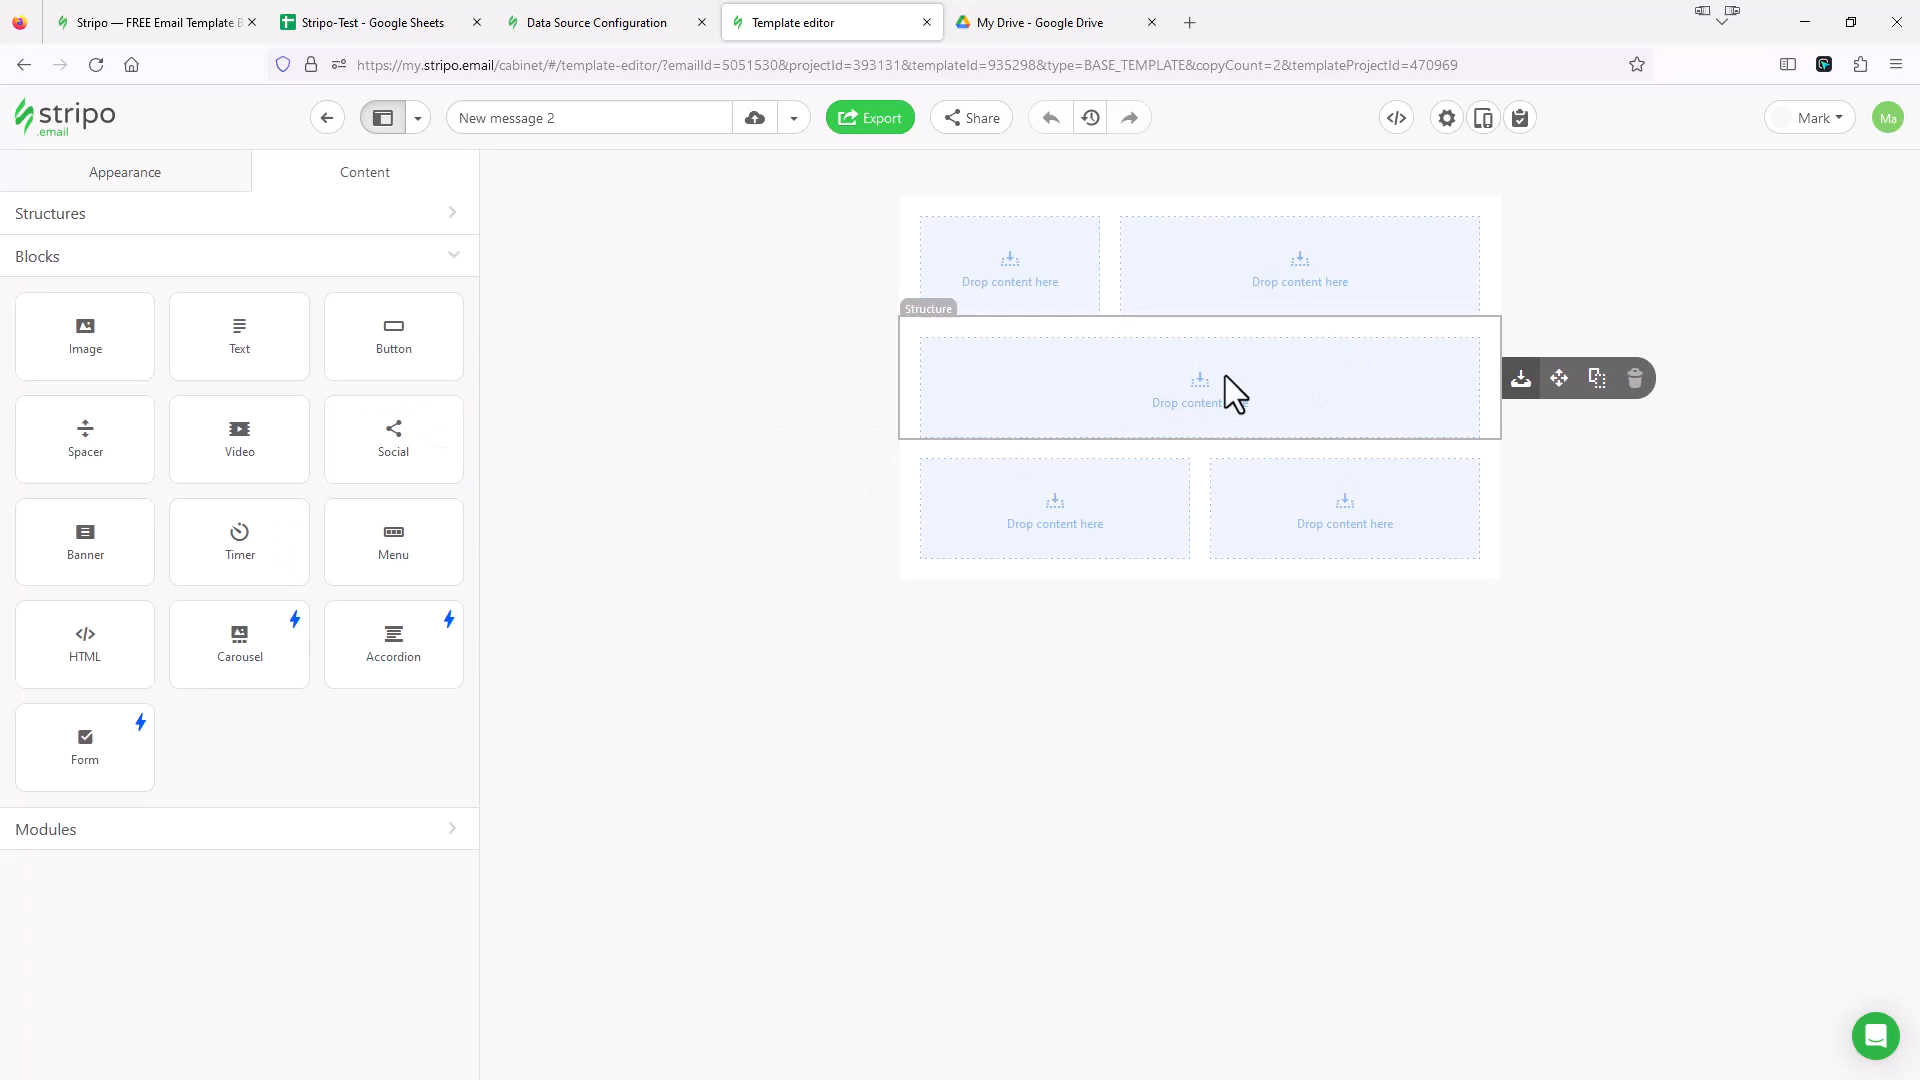 Stripo — FREE Email Template B
Stripo-Test - Google Sheets
Data Source Configuration
Template editor
My Drive - Google Drive
https://my.stripo.email/cabinet/#/template-editor/?emailId=5051530&projectId=393131&templateId=935298&type=BASE_TEMPLATE&copyCount=2&templateProjectId=470969
stripo
.email
New message 2
Export
Share
Mark
Ma
Appearance
Content
Structures
Blocks
Image
Text
Button
Spacer
Video
Social
Banner
Timer
Menu
HTML
Carousel
Accordion
Form
Modules
Drop content here
Drop content here
Structure
Drop content
Drop content here
Drop content here